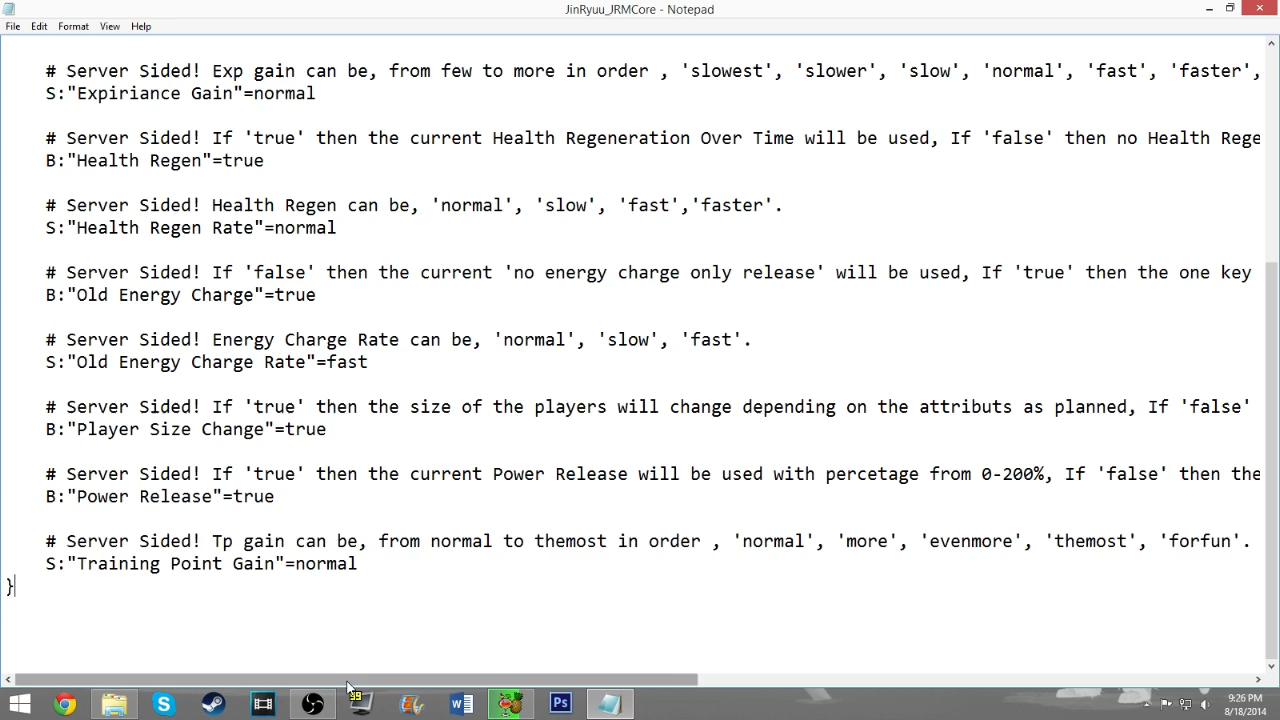 JinRyuu_JRMCore - Notepad
File Edit Format View Help
# Server Sided! Exp gain can be, from few to more in order , 'slowest', 'slower', 'slow', 'normal', 'fast', 'faster',
S:"Expiriance Gain"=normal
# Server Sided! If 'true' then the current Health Regeneration Over Time will be used, If 'false' then no Health Rege
B:"Health Regen"=true
# Server Sided! Health Regen can be, 'normal', 'slow', 'fast','faster'.
S:"Health Regen Rate"=normal
# Server Sided! If 'false' then the current 'no energy charge only release' will be used, If 'true' then the one key
B:"Old Energy Charge"=true
# Server Sided! Energy Charge Rate can be, 'normal', 'slow', 'fast'.
S:"Old Energy Charge Rate"=fast
# Server Sided! If 'true' then the size of the players will change depending on the attributs as planned, If 'false'
B:"Player Size Change"=true
# Server Sided! If 'true' then the current Power Release will be used with percetage from 0-200%, If 'false' then the
B:"Power Release"=true
# Server Sided! Tp gain can be, from normal to themost in order , 'normal', 'more', 'evenmore', 'themost', 'forfun'.
S:"Training Point Gain"=normal
}
99
Ps
9:26 PM
8/18/2014